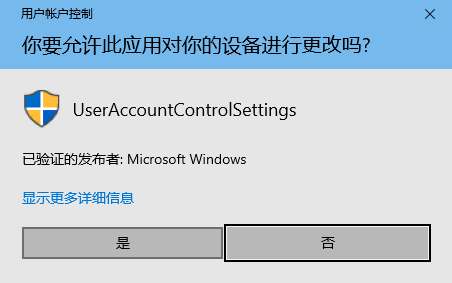 用户帐户控制
你要允许此应用对你的设备进行更改吗?
UserAccountControlSettings
已验证的发布者: Microsoft Windows
显示更多详细信息
是
否